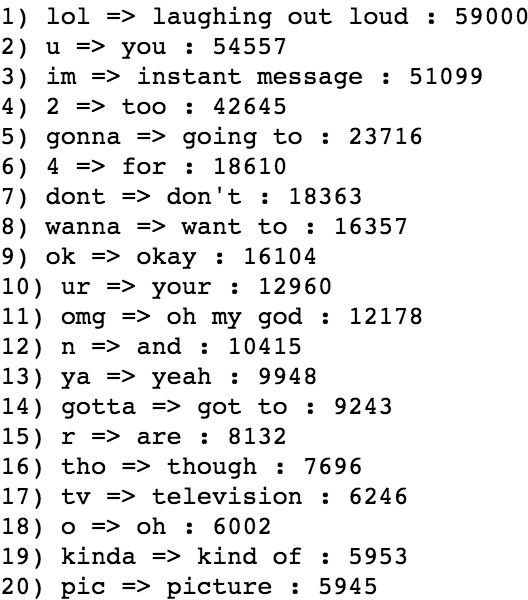 1) lol => laughing out loud : 59000
2) u => you : 54557
3) im => instant message : 51099
4) 2 => too : 42645
5) gonna => going to : 23716
6) 4 => for : 18610
7) dont => don't : 18363
8) wanna => want to : 16357
9) ok => okay : 16104
10) ur => your : 12960
11) omg => oh my god : 12178
12) n => and : 10415
13) ya => yeah : 9948
14) gotta => got to : 9243
15) r => are : 8132
16) tho => though : 7696
17) tv => television : 6246
18) o => oh : 6002
19) kinda => kind of : 5953
20) pic => picture : 5945